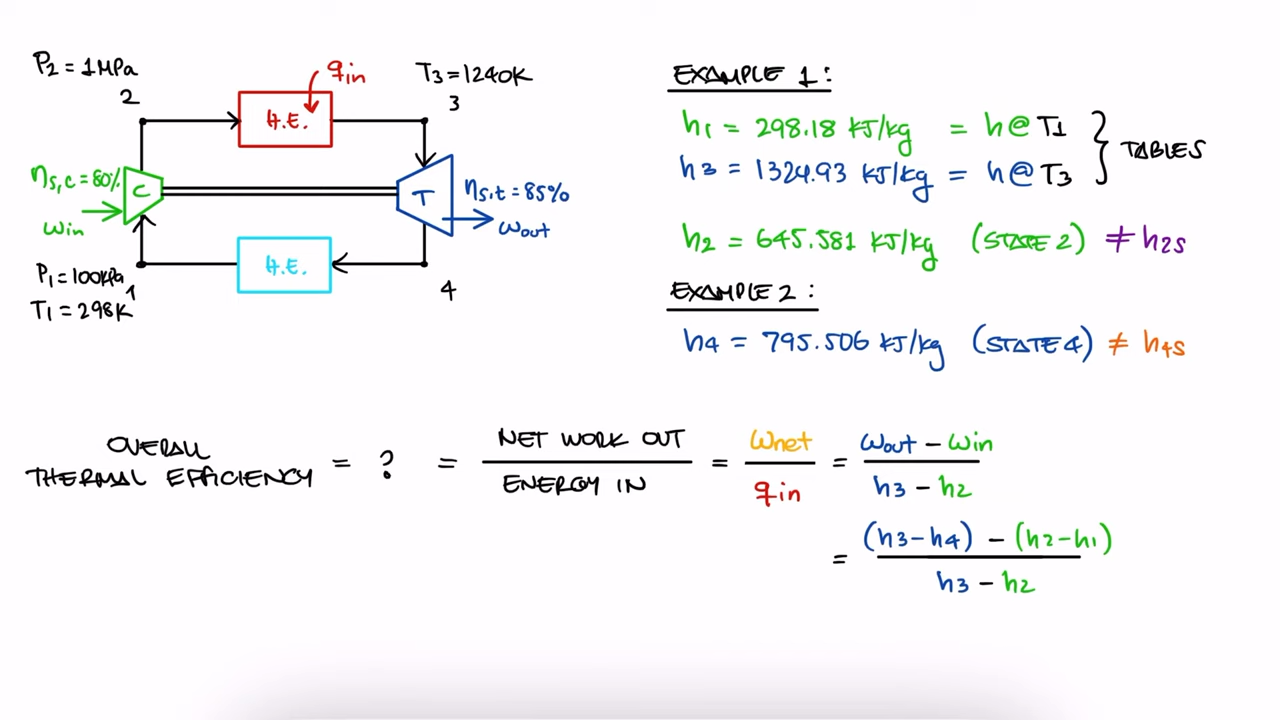 P2 = 1MPa
2
qin
H.E.
T3 = 1240K
3
ηs,c = 80%
C
win
T
ηs,t = 85%
wout
P1 = 100kPa
1
T1 = 298K
H.E.
4
EXAMPLE 1:
h1 = 298.18 KJ/kg = h@T1
h3 = 1324.93 KJ/kg = h@T3
} TABLES
h2 = 645.581 KJ/kg (STATE 2) ≠ h2s
EXAMPLE 2:
h4 = 795.506 KJ/kg (STATE 4) ≠ h4s
OVERALL
THERMAL EFFICIENCY = ? =
NET WORK OUT
ENERGY IN
=
wnet
qin
=
wout - win
h3 - h2
=
(h3 - h4) - (h2 - h1)
h3 - h2